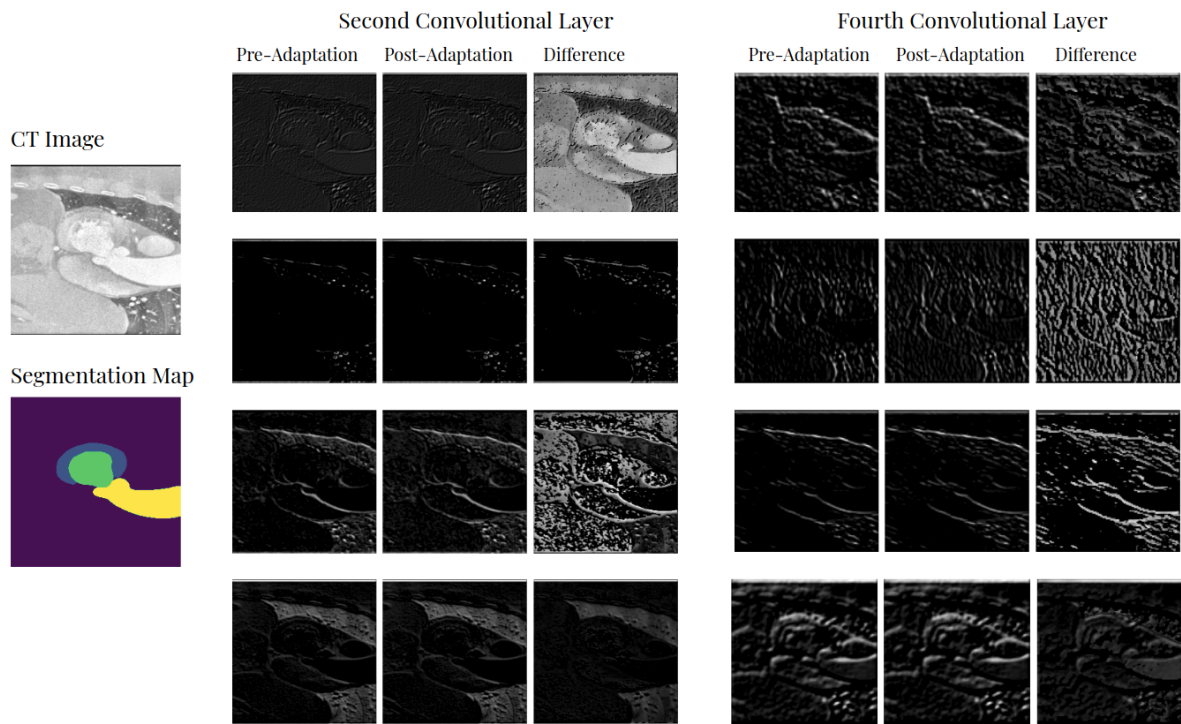 Second Convolutional Layer
Fourth Convolutional Layer
Pre-Adaptation
Post-Adaptation
Difference
Pre-Adaptation
Post-Adaptation
Difference
CT Image
Segmentation Map